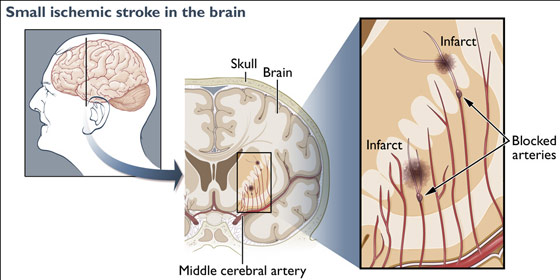 Small ischemic stroke in the brain
Skull
Brain
Middle cerebral artery
Infarct
Infarct
Blocked
arteries